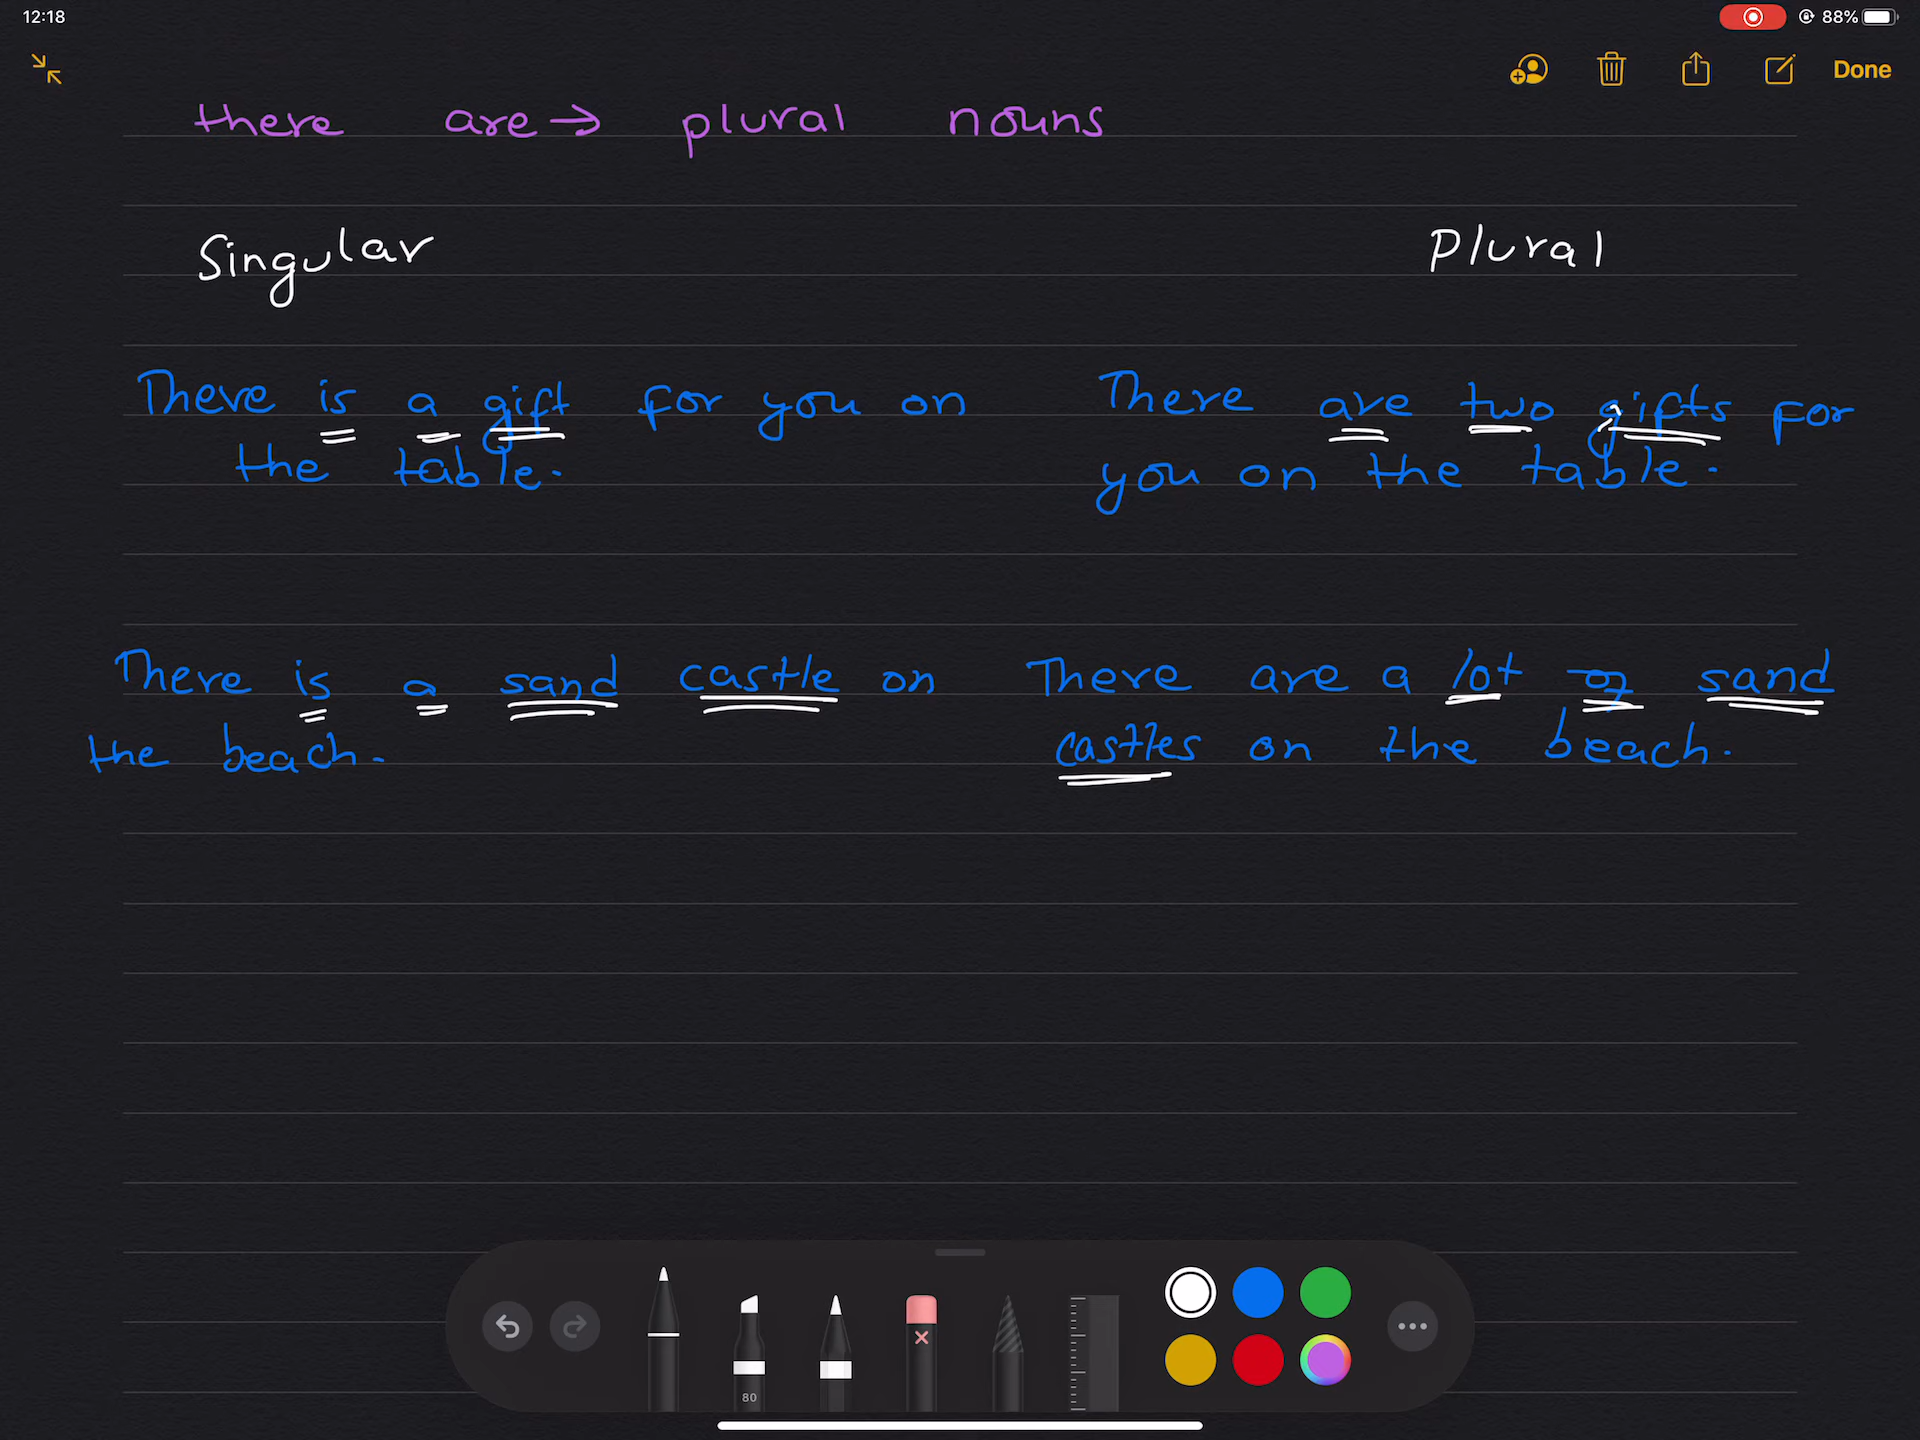 12:18
88%
Done
there are → plural nouns
Singular
Plural
There is a gift for you on
the table.
There are two gifts for
you on the table.
There is a sand castle on
the beach.
There are a lot of sand
castles on the beach.
80